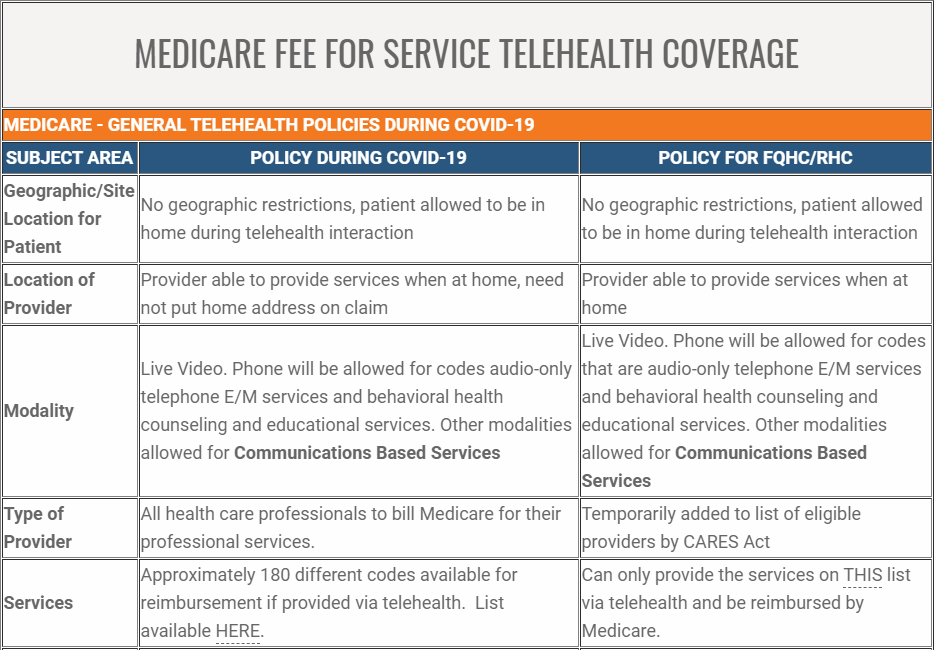 MEDICARE FEE FOR SERVICE TELEHEALTH COVERAGE
MEDICARE - GENERAL TELEHEALTH POLICIES DURING COVID-19
SUBJECT AREA
POLICY DURING COVID-19
POLICY FOR FQHC/RHC
Geographic/Site
Location for
Patient
No geographic restrictions, patient allowed to be in
home during telehealth interaction
No geographic restrictions, patient allowed
to be in home during telehealth interaction
Location of
Provider
Provider able to provide services when at home, need
not put home address on claim
Provider able to provide services when at
home
Modality
Live Video. Phone will be allowed for codes audio-only
telephone E/M services and behavioral health
counseling and educational services. Other modalities
allowed for Communications Based Services
Live Video. Phone will be allowed for codes
that are audio-only telephone E/M services
and behavioral health counseling and
educational services. Other modalities
allowed for Communications Based
Services
Type of
Provider
All health care professionals to bill Medicare for their
professional services.
Temporarily added to list of eligible
providers by CARES Act
Services
Approximately 180 different codes available for
reimbursement if provided via telehealth.  List
available HERE.
Can only provide the services on THIS list
via telehealth and be reimbursed by
Medicare.